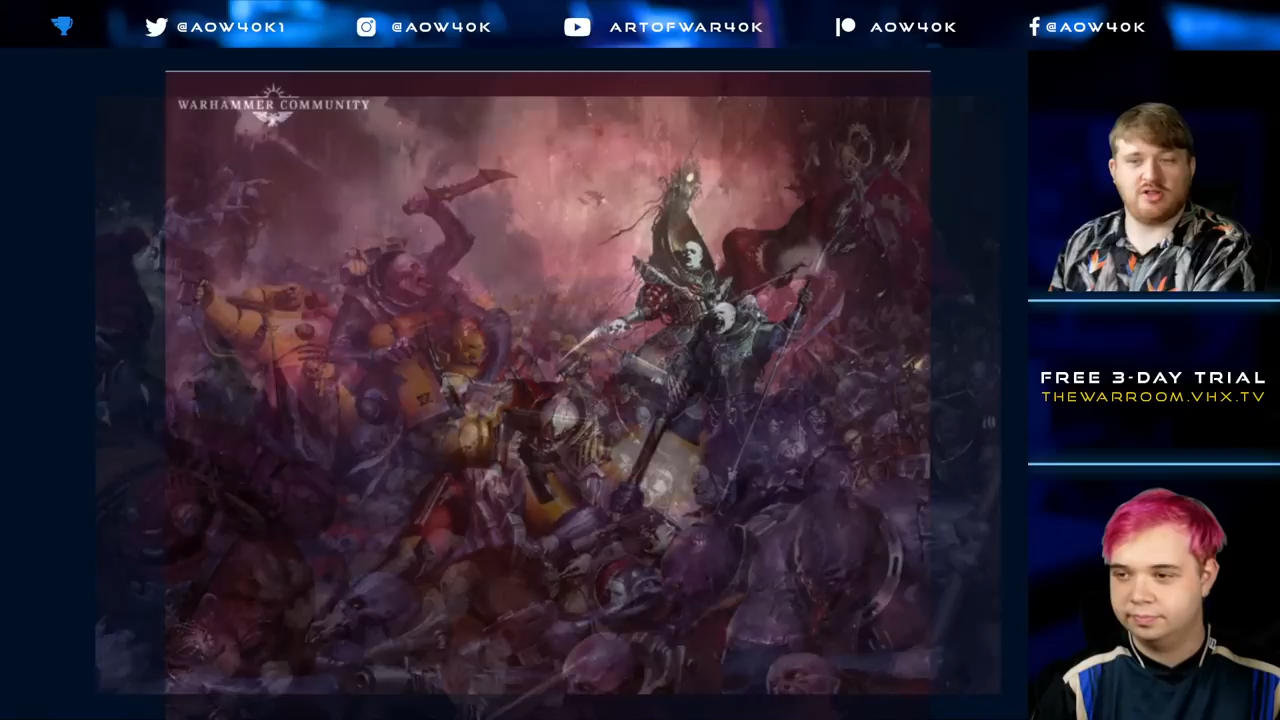 @AOW40K1
@AOW40K
ARTOFWAR40K
AOW40K
@AOW40K
WARHAMMER COMMUNITY
FREE 3-DAY TRIAL
THEWARROOM.VHX.TV